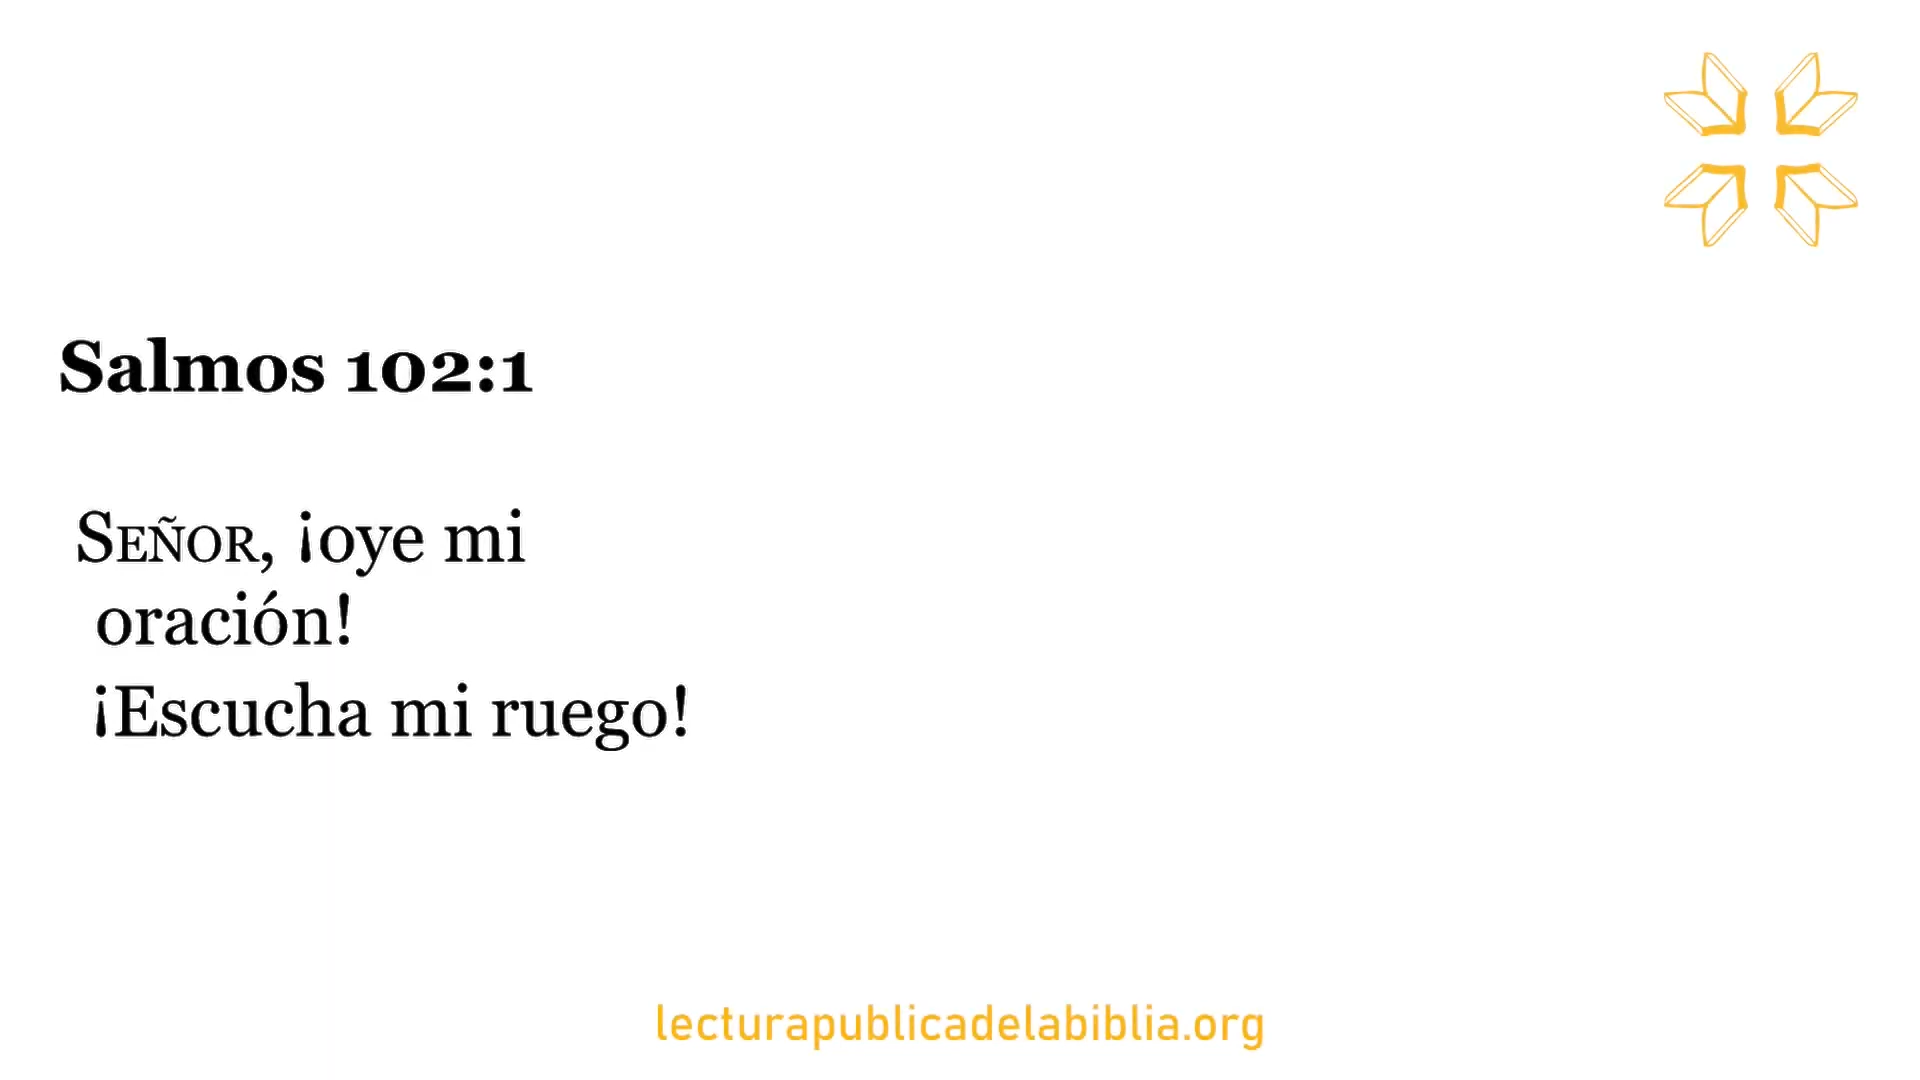 Salmos 102:1
SEÑOR, ¡oye mi
oración!
¡Escucha mi ruego!
lecturapublicadelabiblia.org